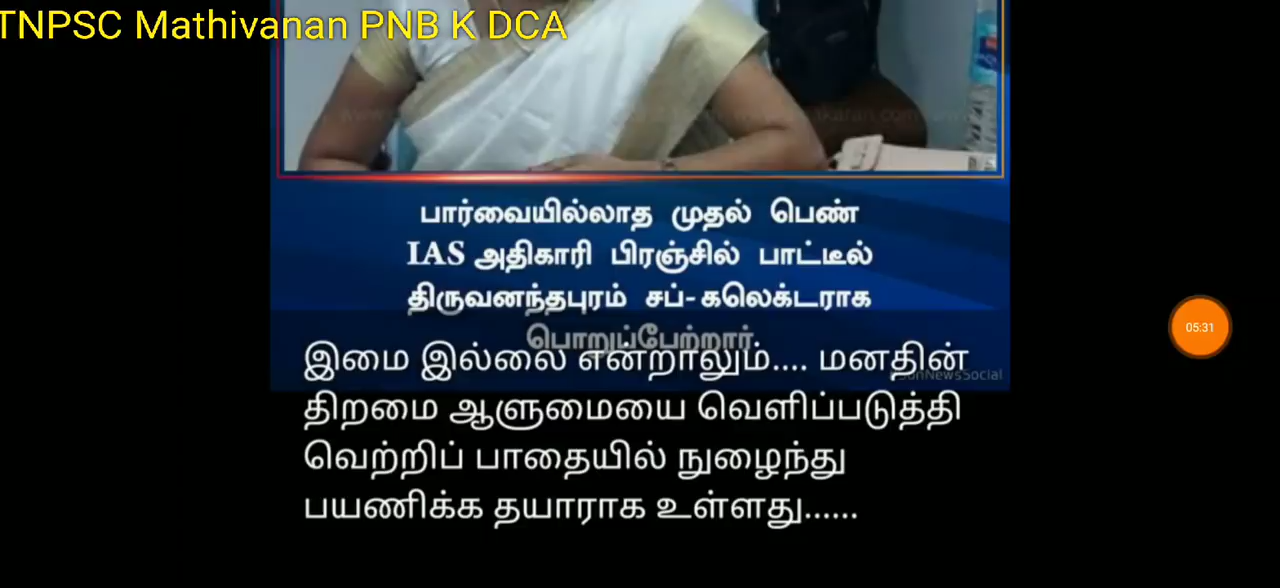 TNPSC Mathivanan PNB K DCA
பார்வையில்லாத முதல் பெண்
IAS அதிகாரி பிரஞ்சில் பாட்டீல்
திருவனந்தபுரம் சப்-கலெக்டராக
பொறுப்பேற்றார்.
இமை இல்லை என்றாலும்.... மனதின்
SunNewsSocial
திறமை ஆளுமையை வெளிப்படுத்தி
வெற்றிப் பாதையில் நுழைந்து
பயணிக்க தயாராக உள்ளது......
05:31